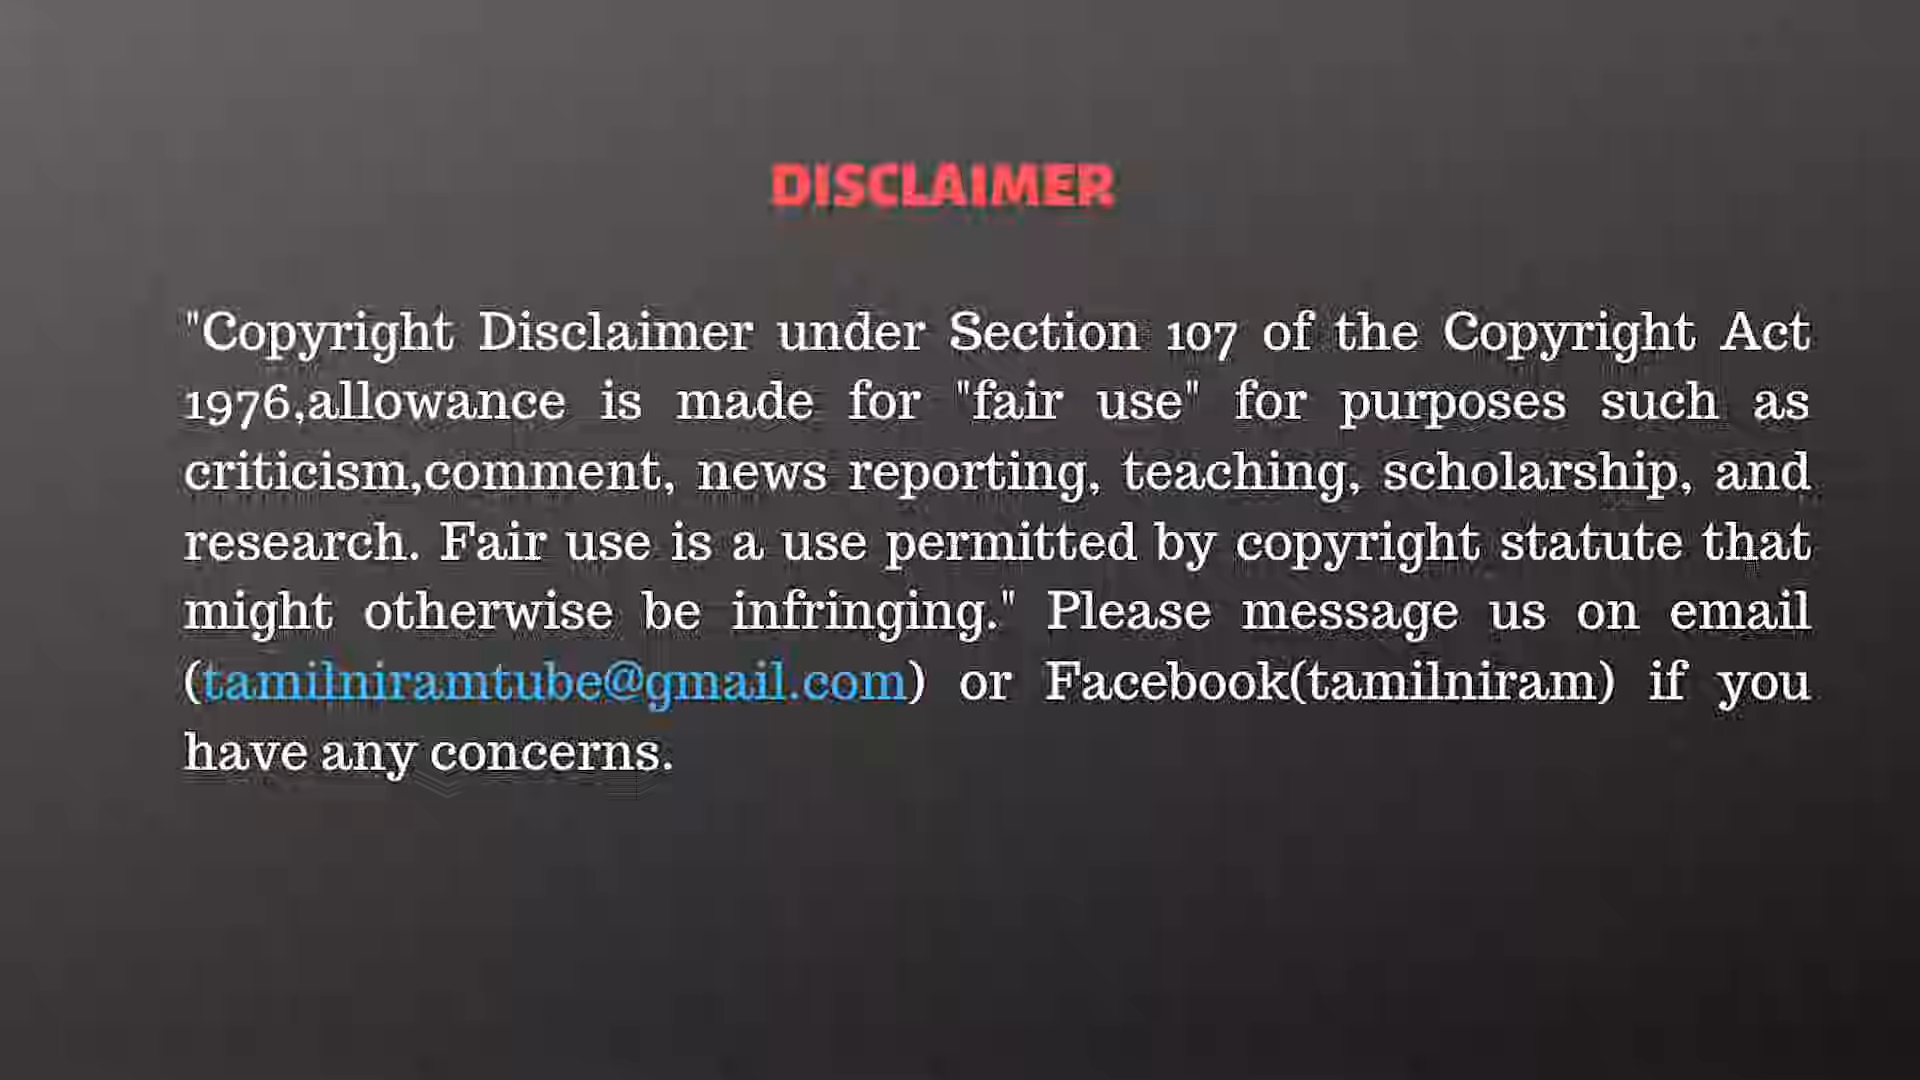 DISCLAIMER
"Copyright Disclaimer under Section 107 of the Copyright Act
1976,allowance is made for "fair use" for purposes such as
criticism,comment, news reporting, teaching, scholarship, and
research. Fair use is a use permitted by copyright statute that
might otherwise be infringing." Please message us on email
(tamilniramtube@gmail.com) or Facebook(tamilniram) if you
have any concerns.